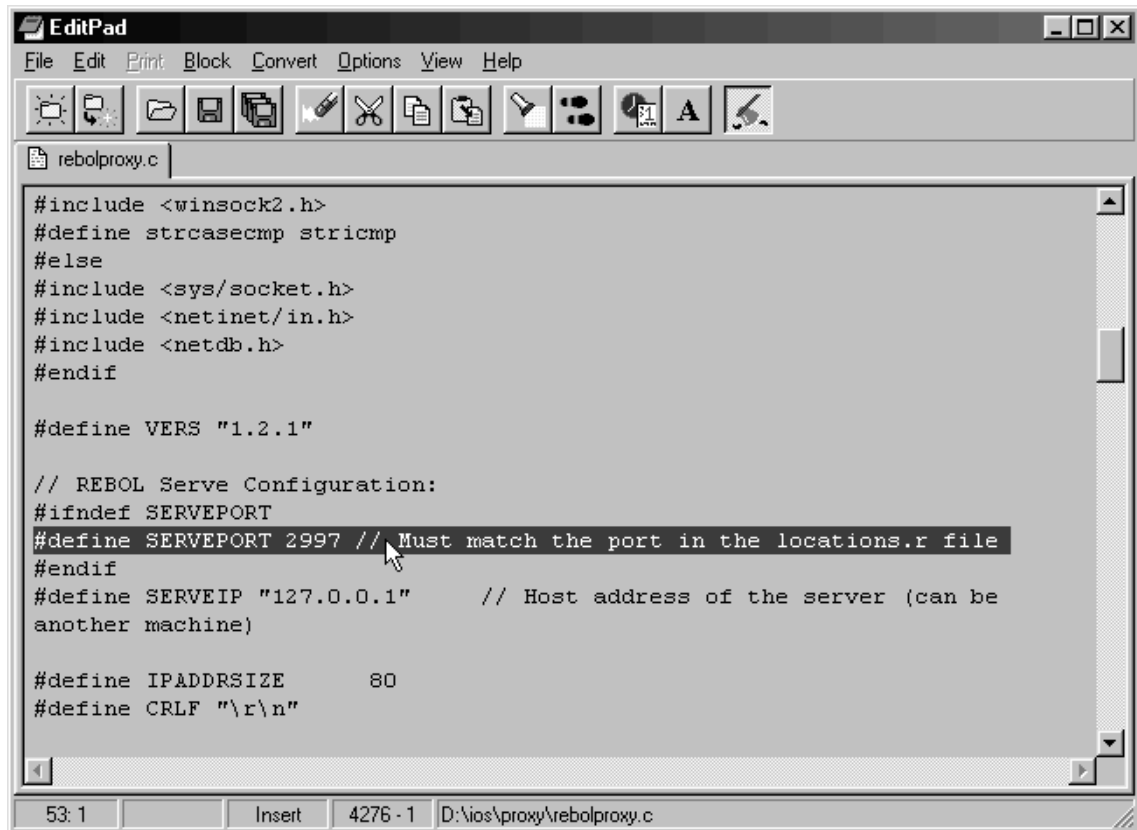 EditPad
File Edit Print Block Convert Options View Help
rebolproxy.c
#include <winsock2.h>
#define strcasecmp stricmp
#else
#include <sys/socket.h>
#include <netinet/in.h>
#include <netdb.h>
#endif
#define VERS "1.2.1"
// REBOL Serve Configuration:
#ifndef SERVEPORT
#define SERVEPORT 2997 // Must match the port in the locations.r file
#endif
#define SERVEIP "127.0.0.1" // Host address of the server (can be
another machine)
#define IPADDRSIZE 80
#define CRLF "\r\n"
53: 1 Insert 4276 - 1 D:\ios\proxy\rebolproxy.c